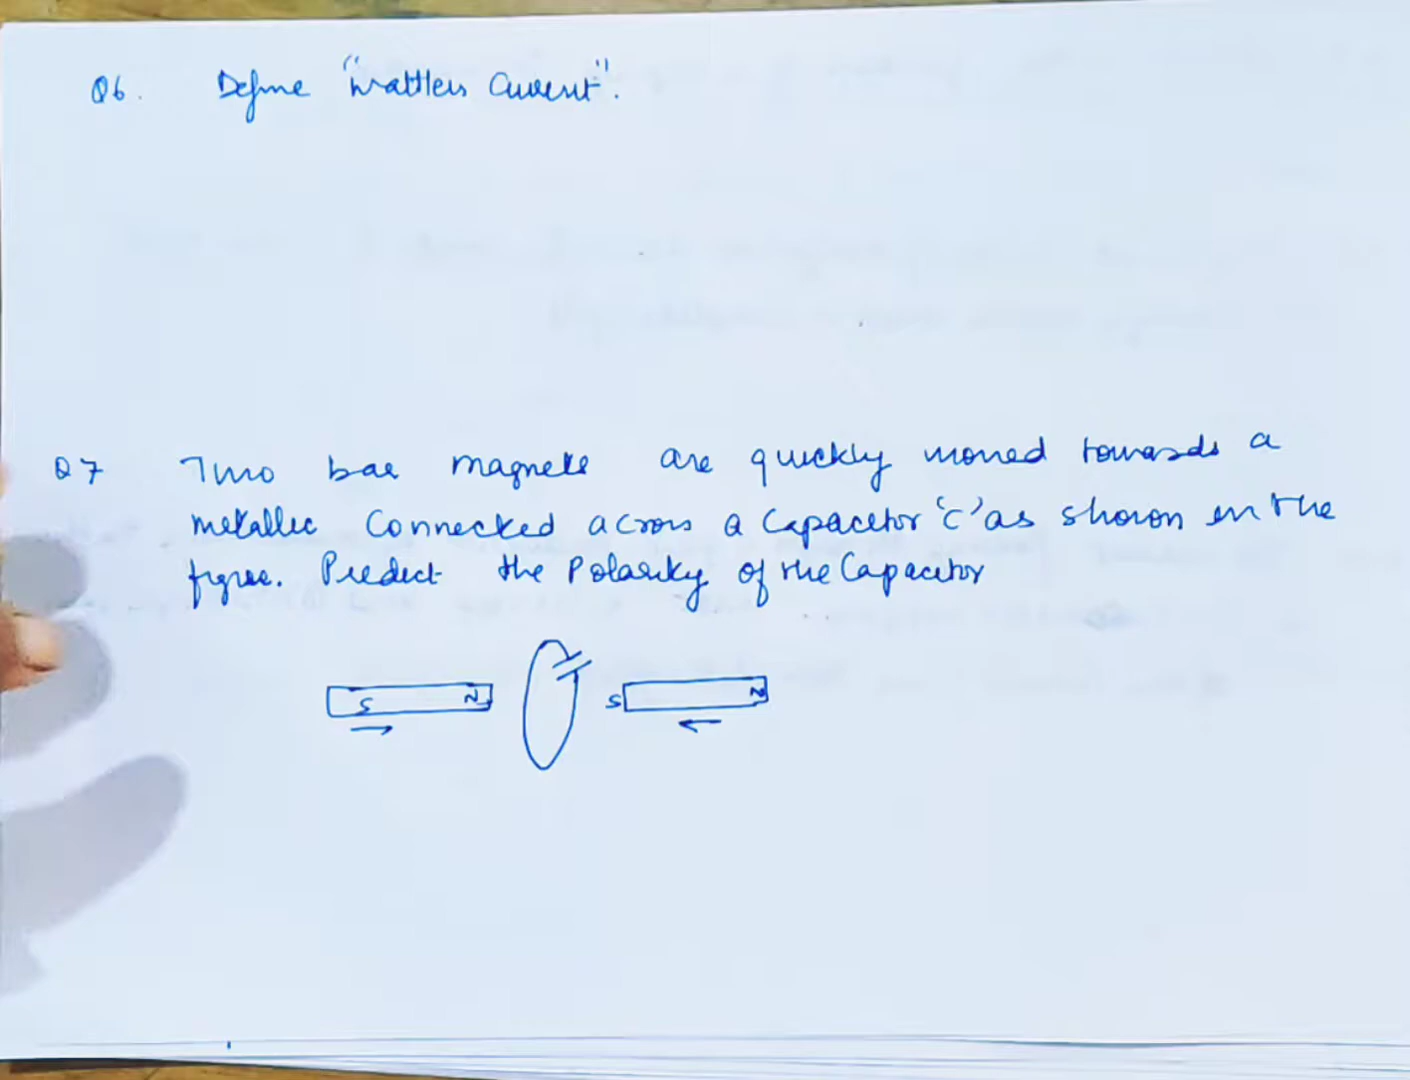 Q6. Define "Wattless Current".
Q7 Two bar magnets are quickly moved towards a
metallic Connected across a Capacitor 'C' as shown in the
figure. Predict the Polarity of the Capacitor
S N S N